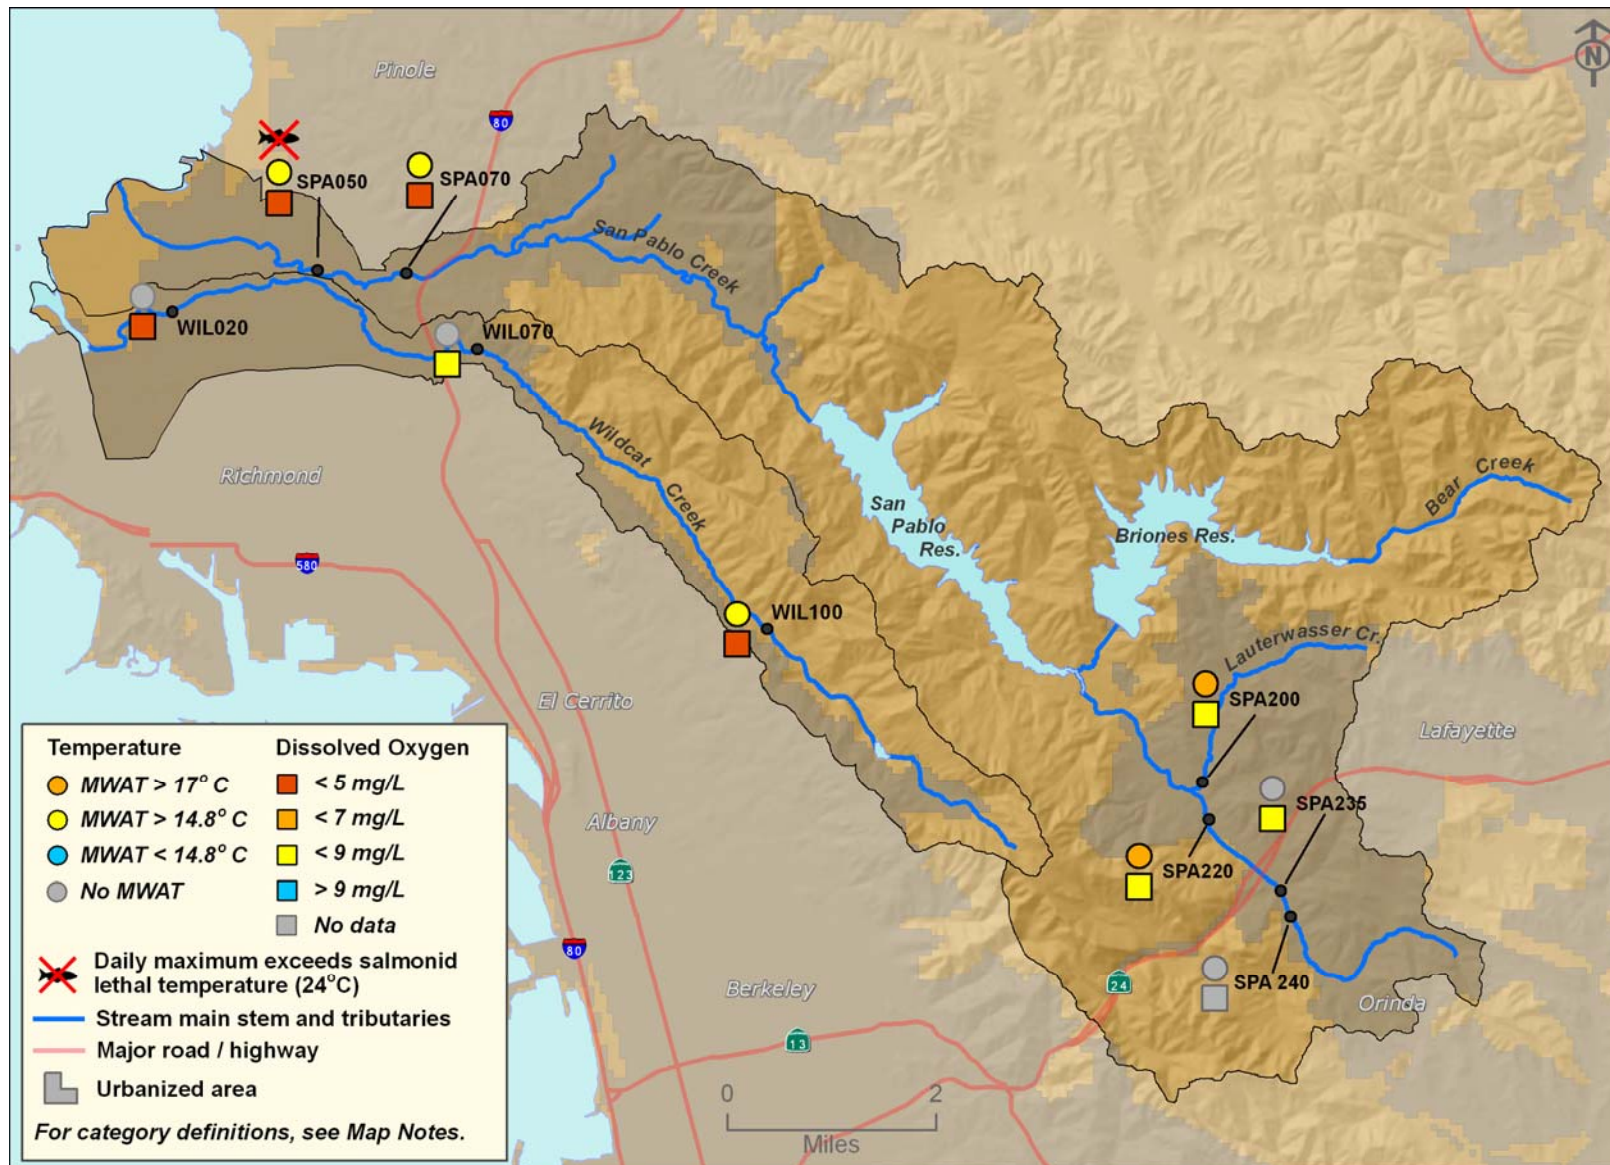 N
Pinole
80
SPA050
SPA070
San Pablo Creek
WIL020
WIL070
Richmond
Wildcat
Creek
San
Pablo
Res.
Briones Res.
Bear Creek
580
WIL100
Lauterwasser Cr.
El Cerrito
SPA200
Lafayette
SPA235
Albany
123
SPA220
80
Berkeley
24
SPA 240
Orinda
13
0 2
Miles
Temperature
MWAT > 17° C
MWAT > 14.8° C
MWAT < 14.8° C
No MWAT
Dissolved Oxygen
< 5 mg/L
< 7 mg/L
< 9 mg/L
> 9 mg/L
No data
Daily maximum exceeds salmonid
lethal temperature (24°C)
Stream main stem and tributaries
Major road / highway
Urbanized area
For category definitions, see Map Notes.